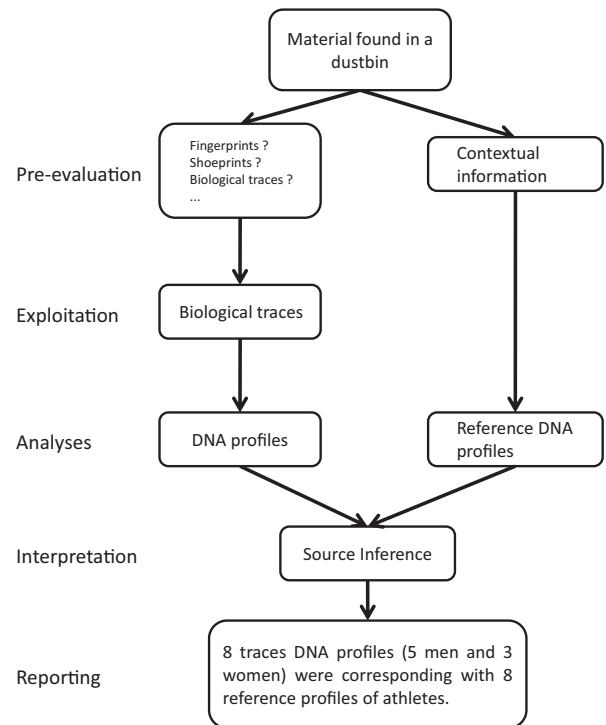 Material found in a
dustbin
Pre-evaluation
Fingerprints ?
Shoeprints ?
Biological traces ?
...
Contextual
information
Exploitation
Biological traces
Analyses
DNA profiles
Reference DNA
profiles
Interpretation
Source Inference
Reporting
8 traces DNA profiles (5 men and 3
women) were corresponding with 8
reference profiles of athletes.